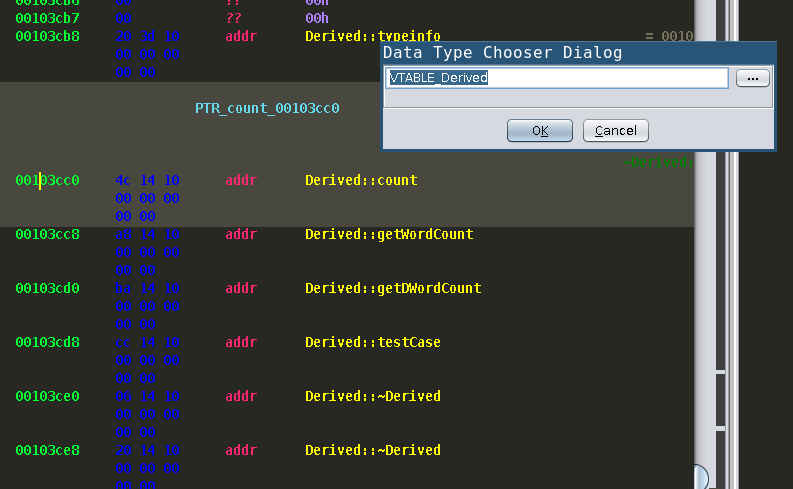 00103cb6 00 ?? 00h
00103cb7 00 ?? 00h
00103cb8 20 3d 10 addr Derived::typeinfo = 0010
00 00 00
00 00
Data Type Chooser Dialog
VTABLE_Derived ...
OK Cancel
PTR_count_00103cc0
~Derived:
00103cc0 4c 14 10 addr Derived::count
00 00 00
00 00
00103cc8 a0 14 10 addr Derived::getWordCount
00 00 00
00 00
00103cd0 ba 14 10 addr Derived::getDWordCount
00 00 00
00 00
00103cd8 cc 14 10 addr Derived::testCase
00 00 00
00 00
00103ce0 06 14 10 addr Derived::~Derived
00 00 00
00 00
00103ce8 20 14 10 addr Derived::~Derived
00 00 00
00 00